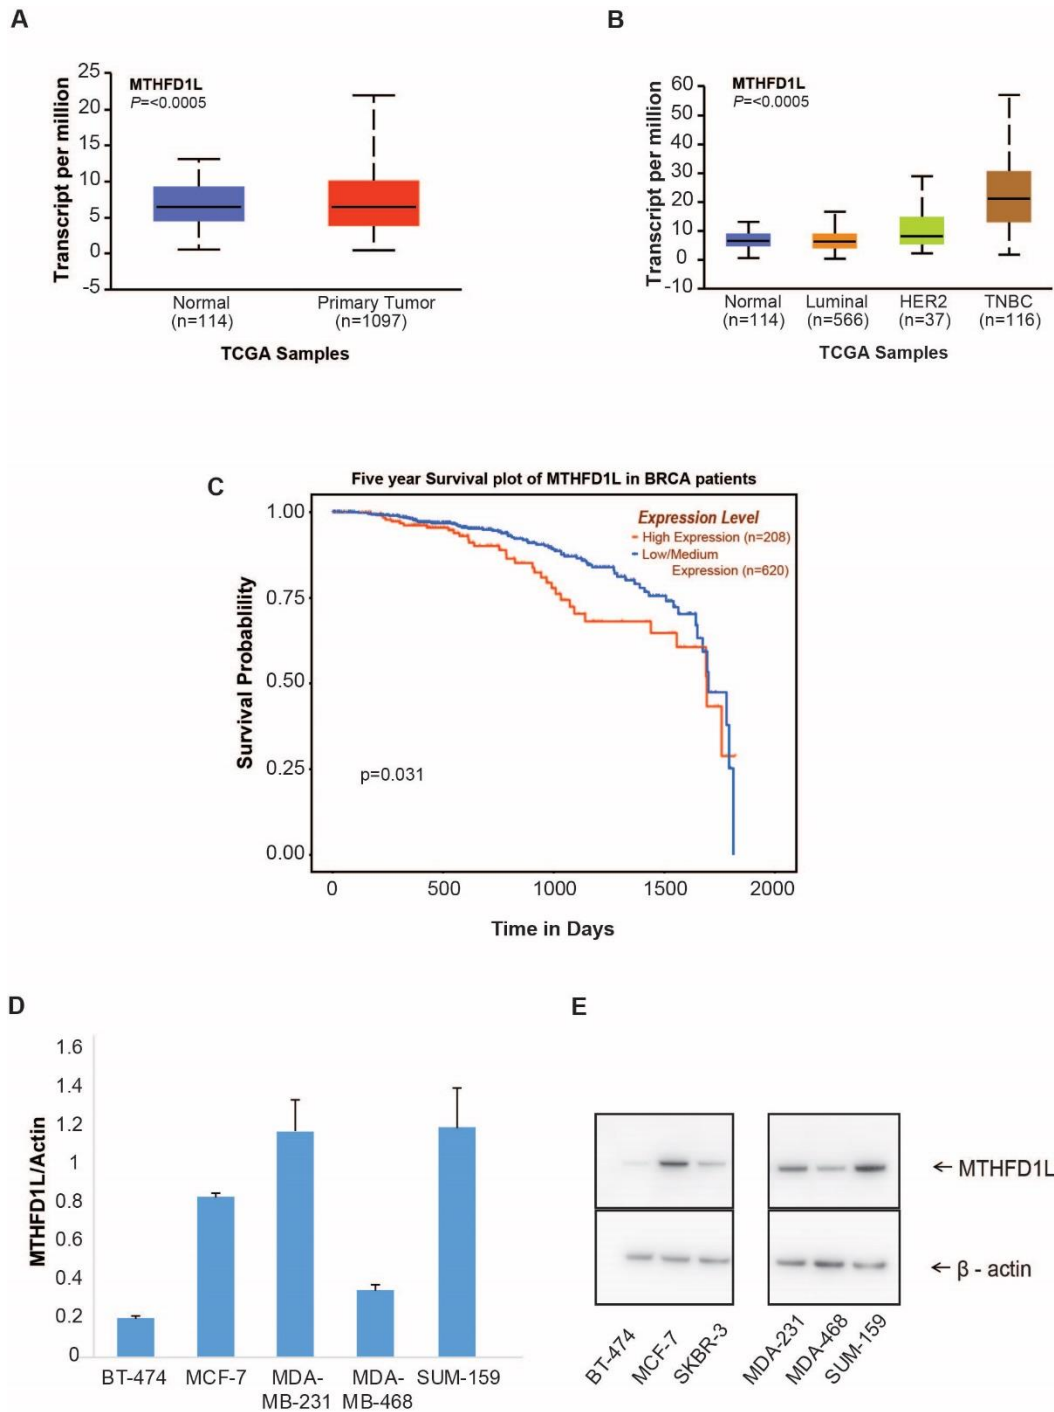 A
MTHFD1L
P=<0.0005
Transcript per million
25
20
15
10
5
0
-5
Normal
(n=114)
Primary Tumor
(n=1097)
TCGA Samples
B
MTHFD1L
P=<0.0005
Transcript per million
60
50
40
30
20
10
0
-10
Normal
(n=114)
Luminal
(n=566)
HER2
(n=37)
TNBC
(n=116)
TCGA Samples
C
Five year Survival plot of MTHFD1L in BRCA patients
Expression Level
High Expression (n=208)
Low/Medium
Expression (n=620)
Survival Probablility
1.00
0.75
0.50
0.25
0.00
p=0.031
0
500
1000
1500
2000
Time in Days
D
MTHFD1L/Actin
1.6
1.4
1.2
1
0.8
0.6
0.4
0.2
0
BT-474
MCF-7
MDA-
MB-231
MDA-
MB-468
SUM-159
E
← MTHFD1L
← β - actin
BT-474
MCF-7
SKBR-3
MDA-231
MDA-468
SUM-159